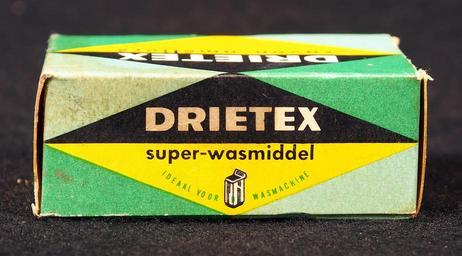 DRIETEX
DRIETEX
super-wasmiddel
IDEAAL VOOR WASMACHINE